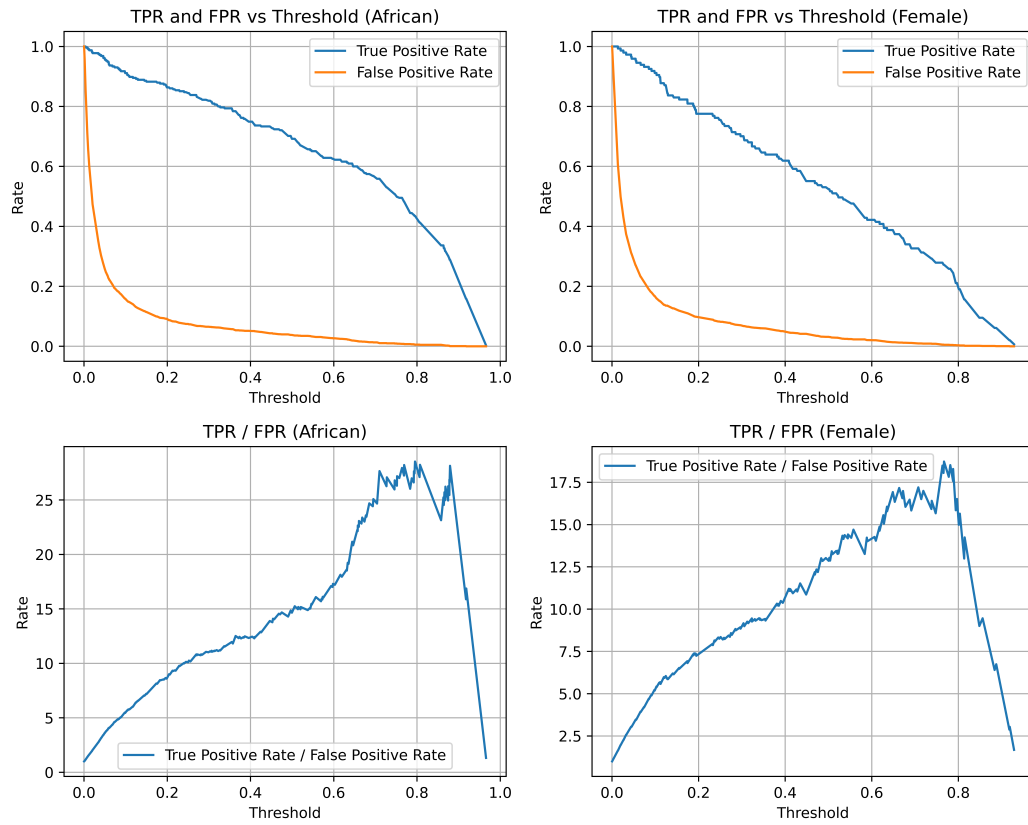 TPR and FPR vs Threshold (African)
True Positive Rate
False Positive Rate
1.0
0.8
0.6
0.4
0.2
0.0
Rate
0.0 0.2 0.4 0.6 0.8 1.0
Threshold
TPR and FPR vs Threshold (Female)
True Positive Rate
False Positive Rate
1.0
0.8
0.6
0.4
0.2
0.0
Rate
0.0 0.2 0.4 0.6 0.8
Threshold
TPR / FPR (African)
25
20
15
10
5
0
Rate
True Positive Rate / False Positive Rate
0.0 0.2 0.4 0.6 0.8 1.0
Threshold
TPR / FPR (Female)
True Positive Rate / False Positive Rate
17.5
15.0
12.5
10.0
7.5
5.0
2.5
Rate
0.0 0.2 0.4 0.6 0.8
Threshold